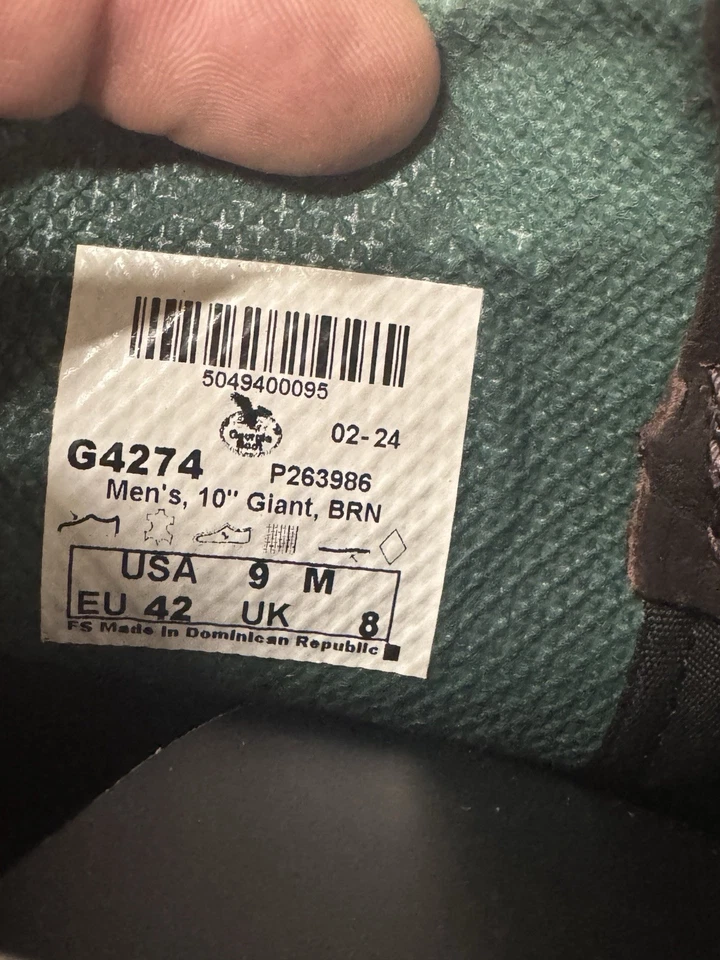 5049400095
Georgia
Boot
02-24
G4274
P263986
Men's, 10" Giant, BRN
USA 9 M
EU 42 UK 8
FS Made in Dominican Republic